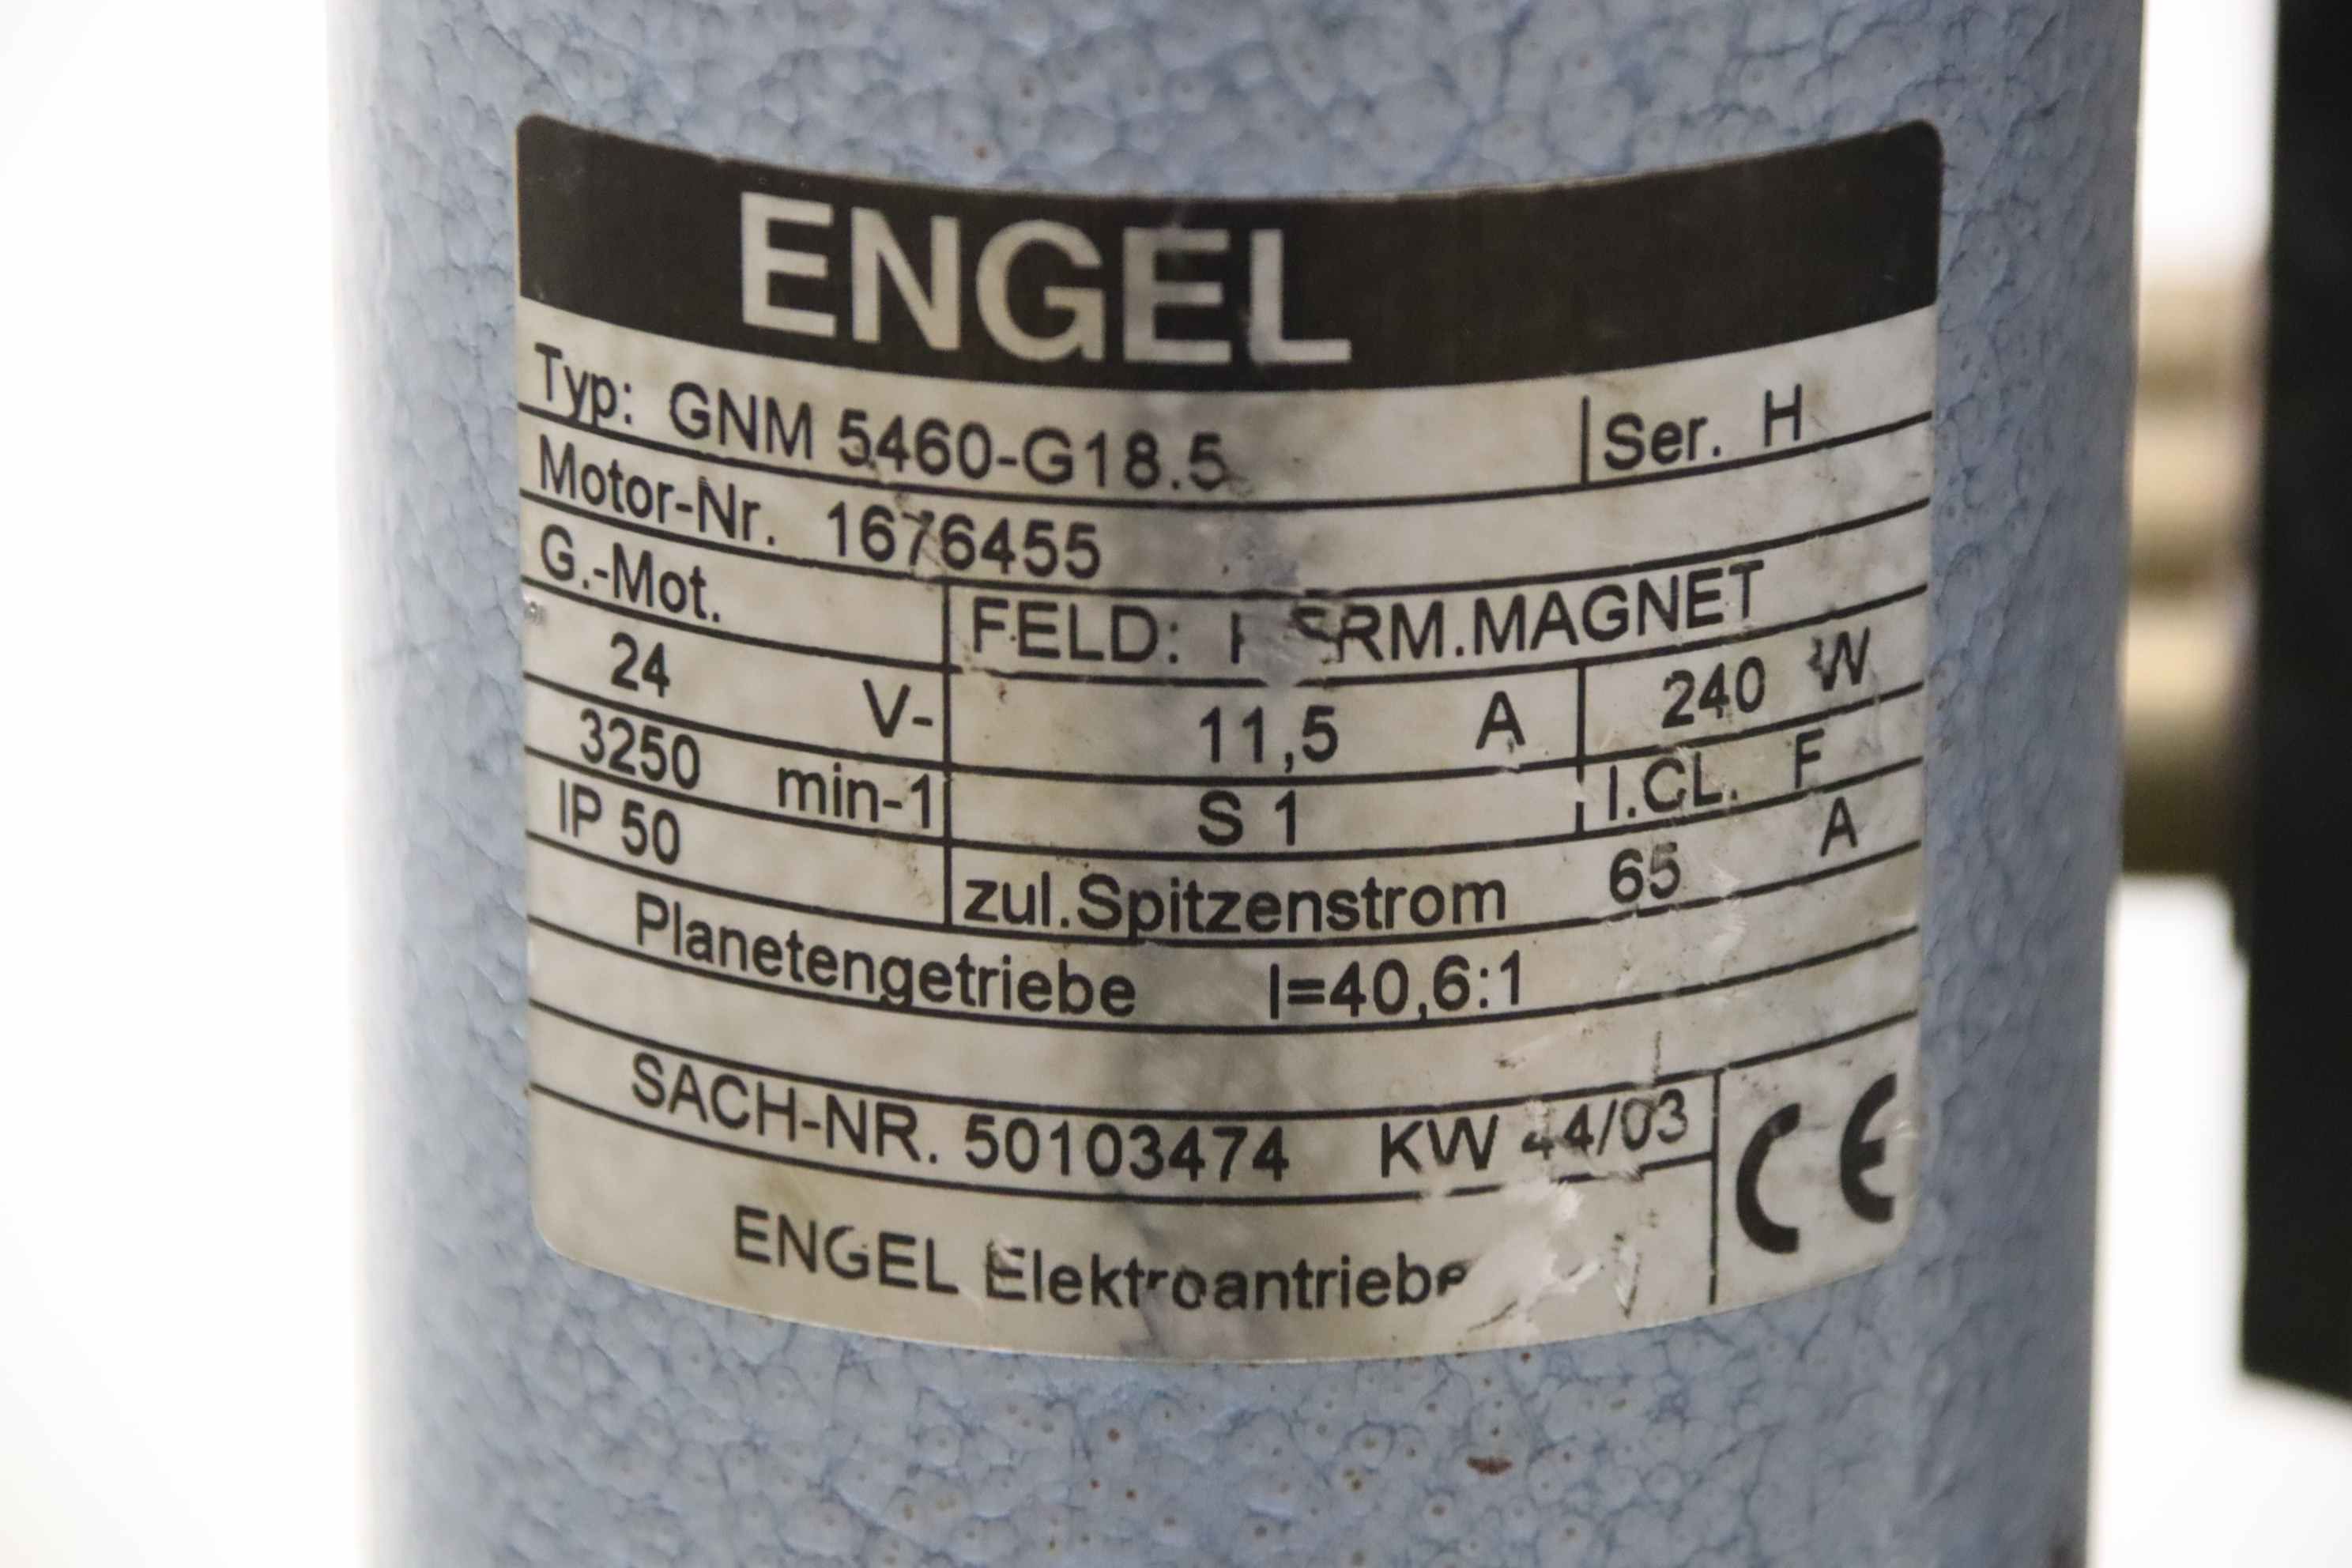 ENGEL
Typ: GNM 5460-G18.5 Ser. H
Motor-Nr. 1676455
G.-Mot. FELD: PERM.MAGNET
24 V- 11,5 A 240 W
3250 min-1 S 1 I.CL. F
IP 50 zul.Spitzenstrom 65 A
Planetengetriebe I=40,6:1
SACH-NR. 50103474 KW 44/03
CE
ENGEL Elektroantriebe